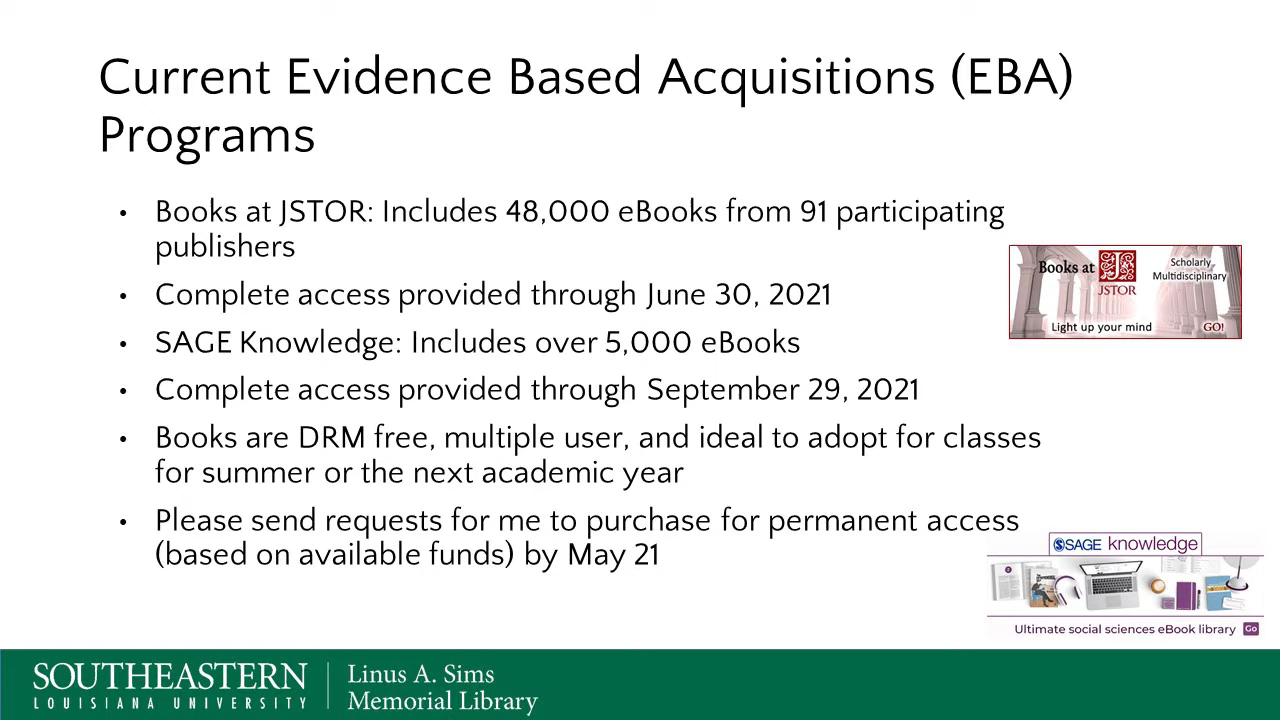 Current Evidence Based Acquisitions (EBA)
Programs
• Books at JSTOR: Includes 48,000 eBooks from 91 participating
publishers
• Complete access provided through June 30, 2021
• SAGE Knowledge: Includes over 5,000 eBooks
• Complete access provided through September 29, 2021
• Books are DRM free, multiple user, and ideal to adopt for classes
for summer or the next academic year
• Please send requests for me to purchase for permanent access
(based on available funds) by May 21
Books at
JSTOR
Scholarly
Multidisciplinary
Light up your mind
GO!
SAGE knowledge
Ultimate social sciences eBook library Go
SOUTHEASTERN
LOUISIANA UNIVERSITY
Linus A. Sims
Memorial Library